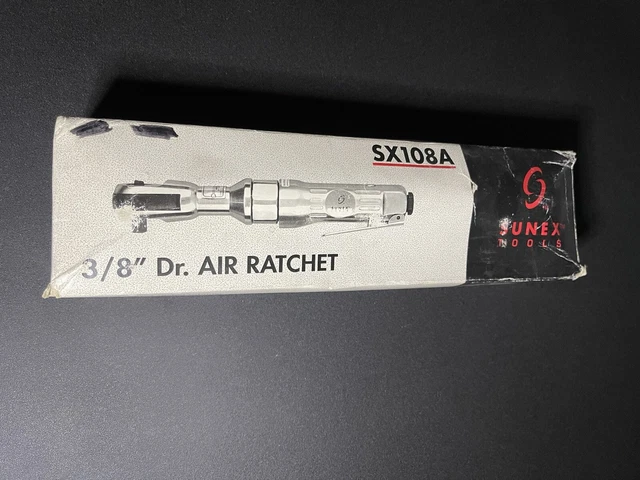 SX108A
SUNEX®
TOOLS
3/8" Dr. AIR RATCHET